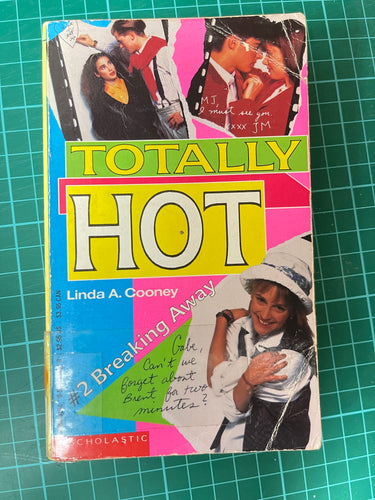 MJ,
I must see you.
xxxx JM
TOTALLY
HOT
Linda A. Cooney
#2 Breaking Away
Gabe,
Can't we
forget about
Brent for two
minutes?
SCHOLASTIC